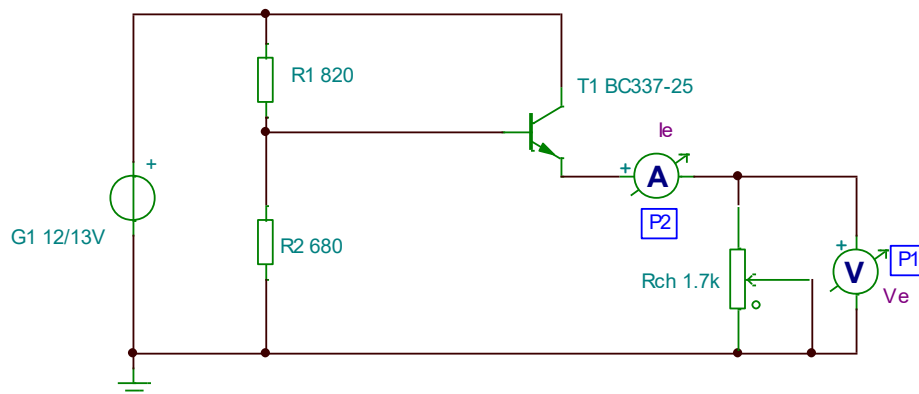 R1 820
T1 BC337-25
Ie
+
+
A
G1 12/13V
P2
R2 680
+
P1
Rch 1.7k
V
Ve